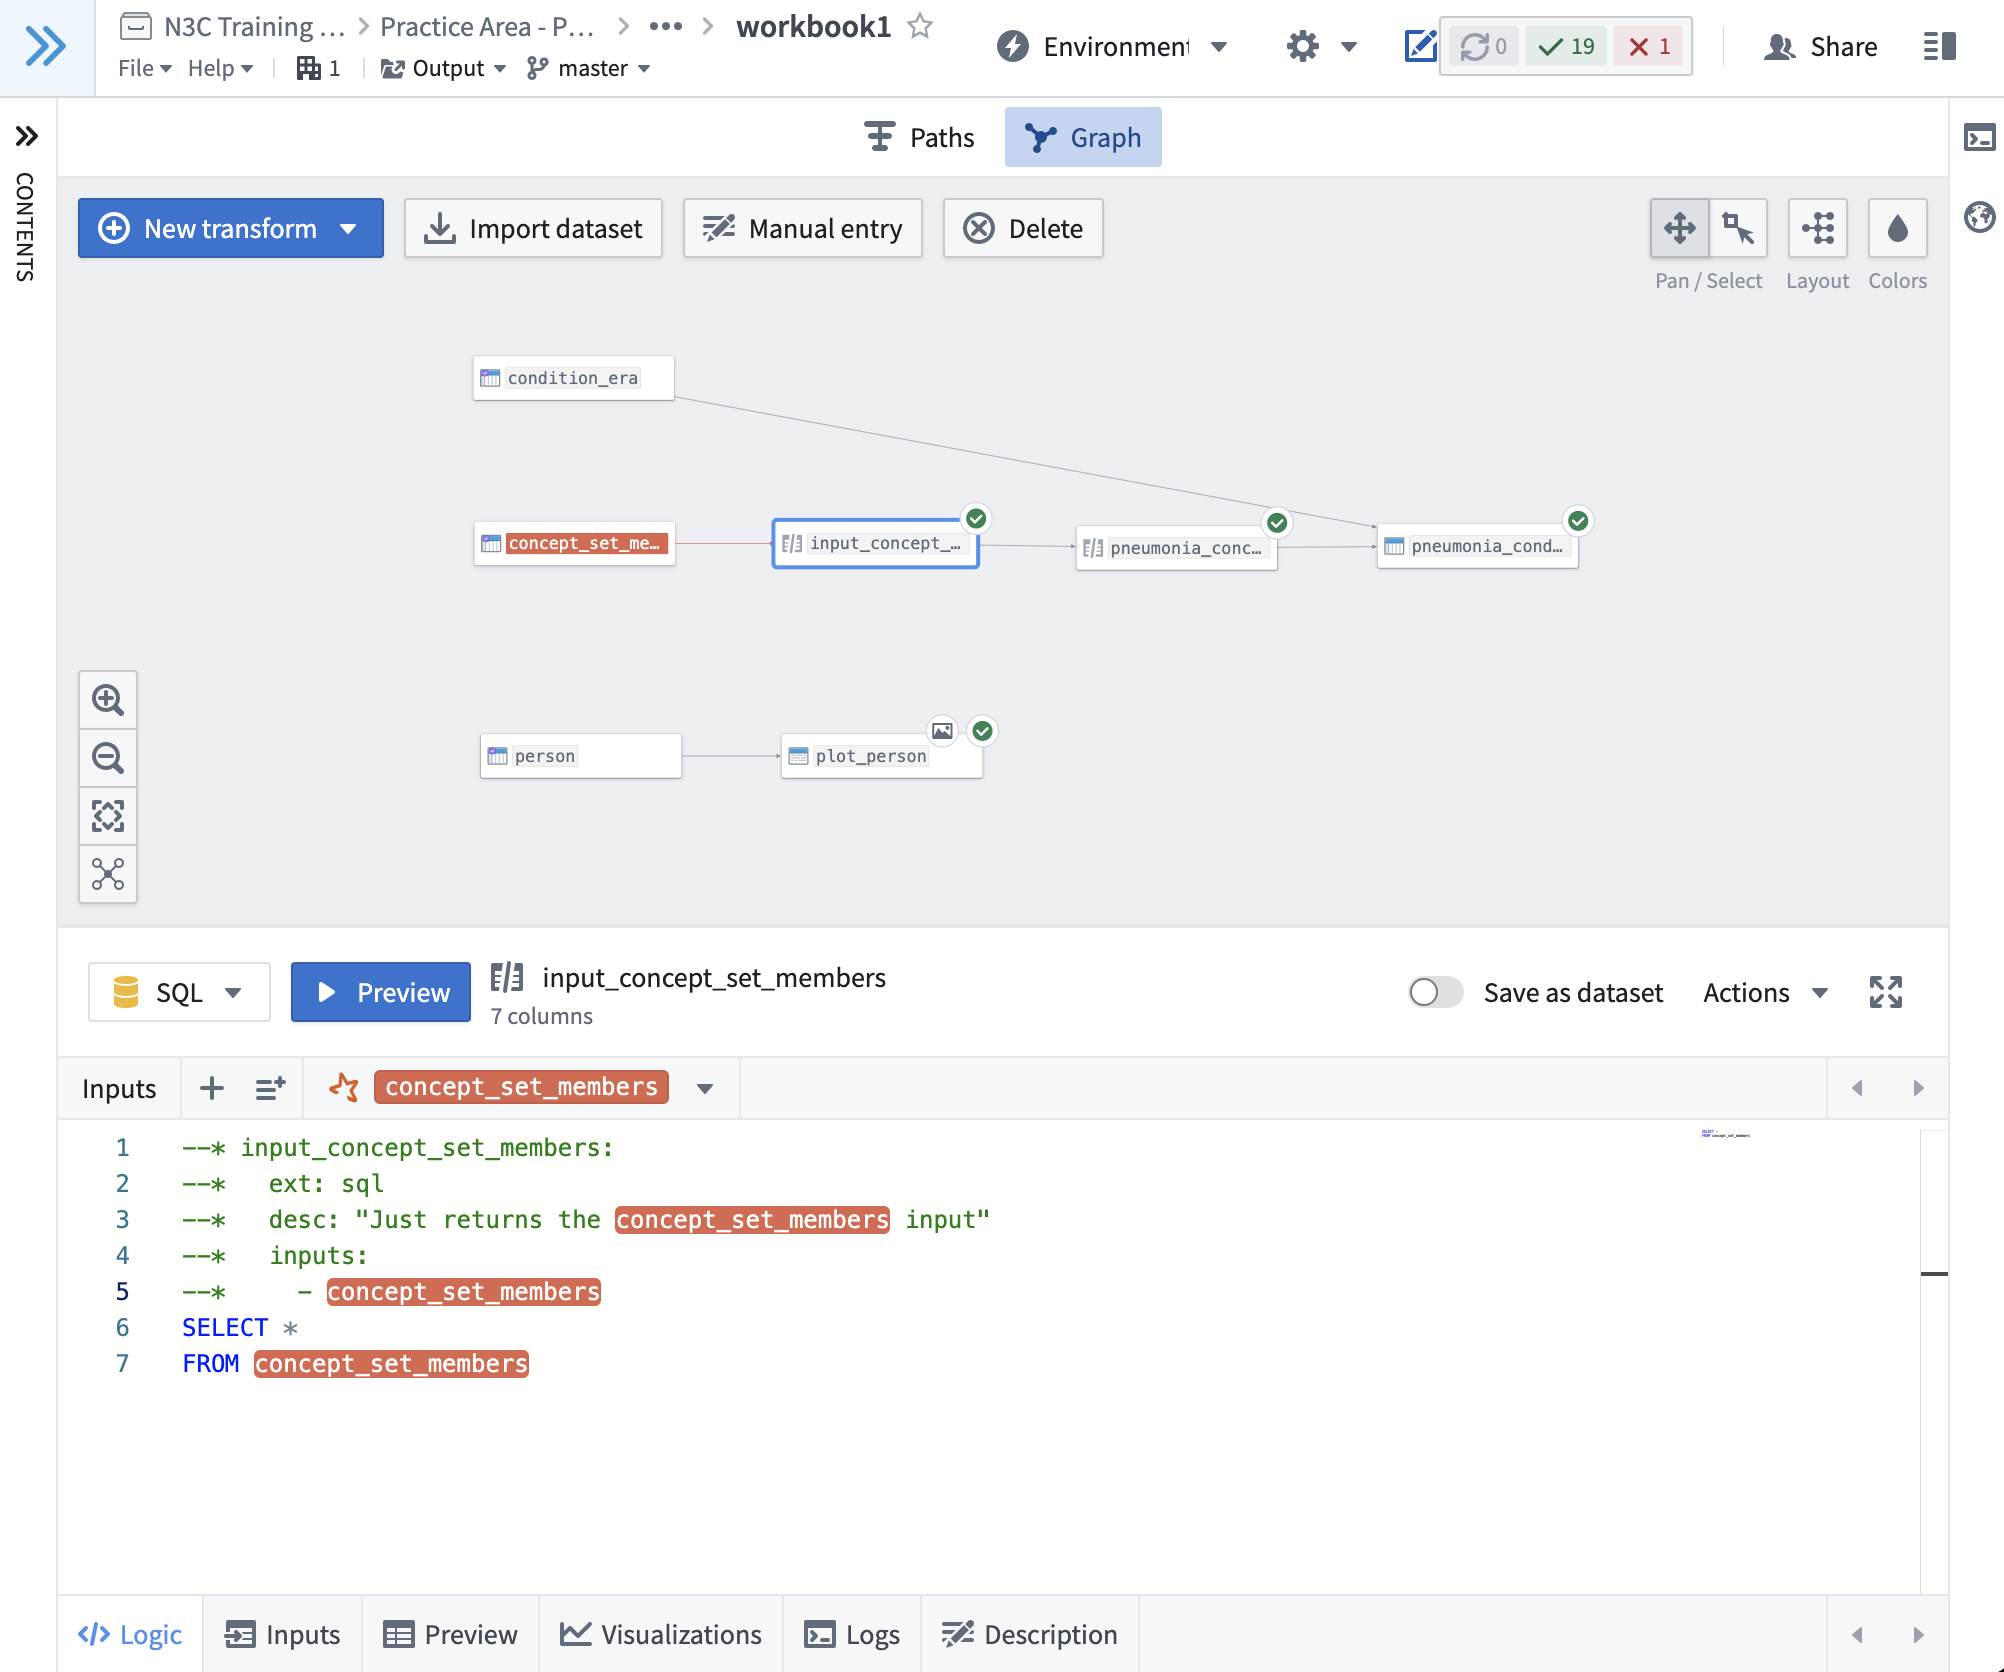 N3C Training ... > Practice Area - P... > ••• > workbook1
File Help 1 Output master
Environment
0 19 1
Share
CONTENTS
Paths Graph
New transform Import dataset Manual entry Delete
Pan / Select Layout Colors
condition_era
concept_set_me…
input_concept_…
pneumonia_conc…
pneumonia_cond…
person
plot_person
SQL Preview input_concept_set_members
7 columns
Save as dataset Actions
Inputs concept_set_members
1 --* input_concept_set_members:
2 --*   ext: sql
3 --*   desc: "Just returns the concept_set_members input"
4 --*   inputs:
5 --*     - concept_set_members
6 SELECT *
7 FROM concept_set_members
SELECT *
FROM concept_set_members
Logic Inputs Preview Visualizations Logs Description